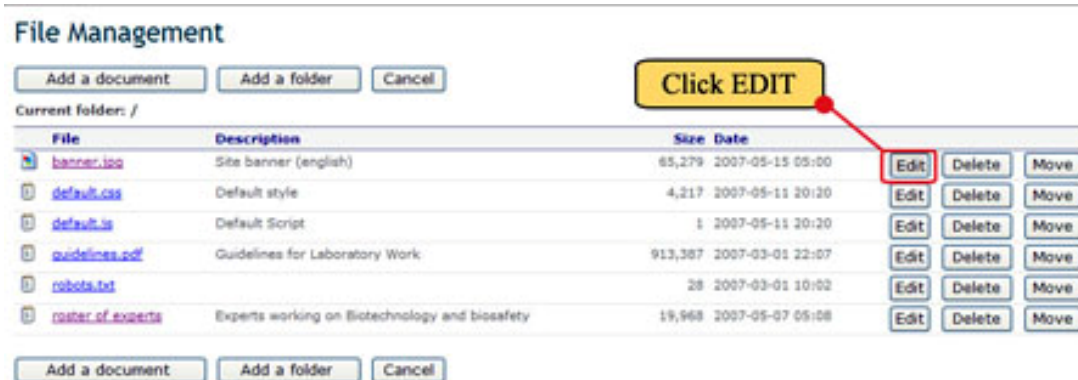 File Management
Add a document Add a folder Cancel
Click EDIT
Current folder: /
File Description Size Date
banner.jpg Site banner (english) 65,279 2007-05-15 05:00 Edit Delete Move
default.css Default style 4,217 2007-05-11 20:20 Edit Delete Move
default.js Default Script 1 2007-05-11 20:20 Edit Delete Move
guidelines.pdf Guidelines for Laboratory Work 913,387 2007-03-01 22:07 Edit Delete Move
robots.txt 28 2007-03-01 10:02 Edit Delete Move
roster of experts Experts working on Biotechnology and biosafety 19,968 2007-05-07 05:08 Edit Delete Move
Add a document Add a folder Cancel